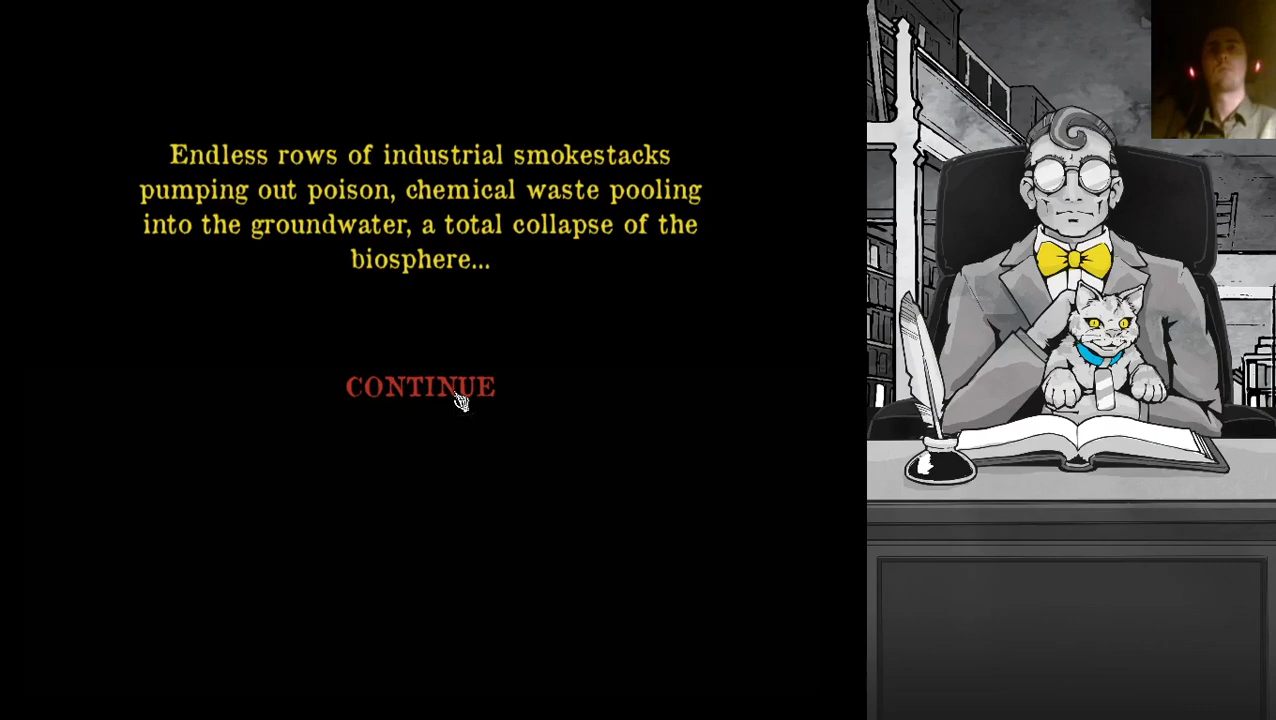 Endless rows of industrial smokestacks
pumping out poison, chemical waste pooling
into the groundwater, a total collapse of the
biosphere...
CONTINUE